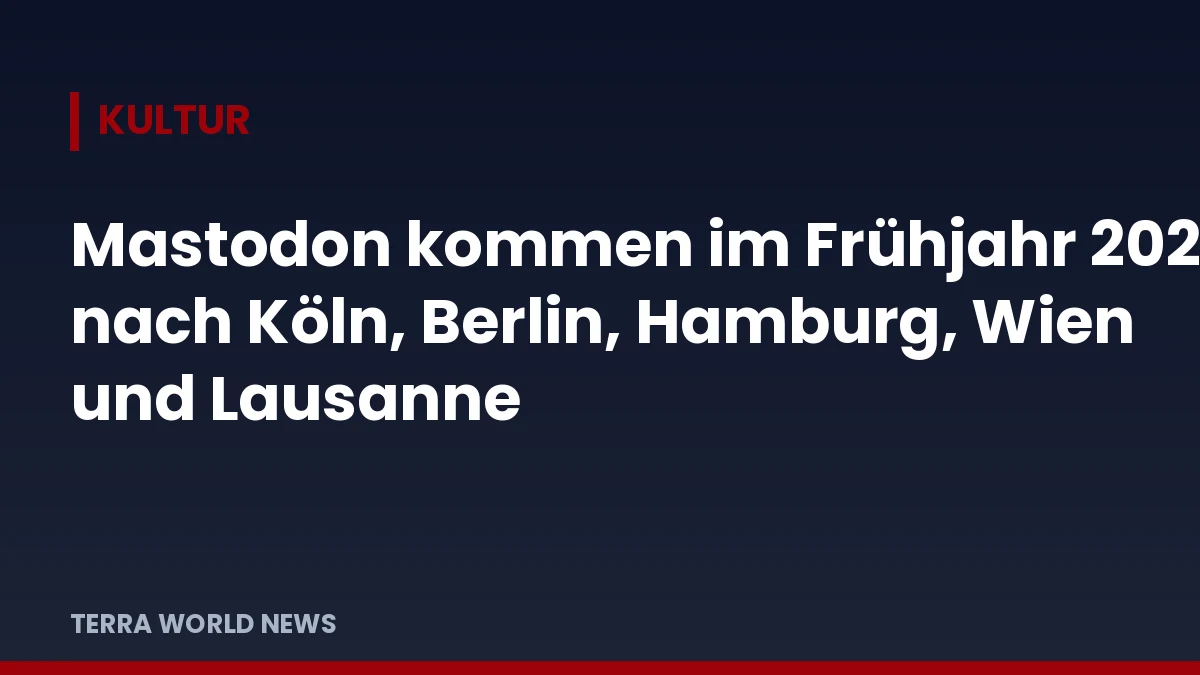 KULTUR
Mastodon kommen im Frühjahr 202
nach Köln, Berlin, Hamburg, Wien
und Lausanne
TERRA WORLD NEWS